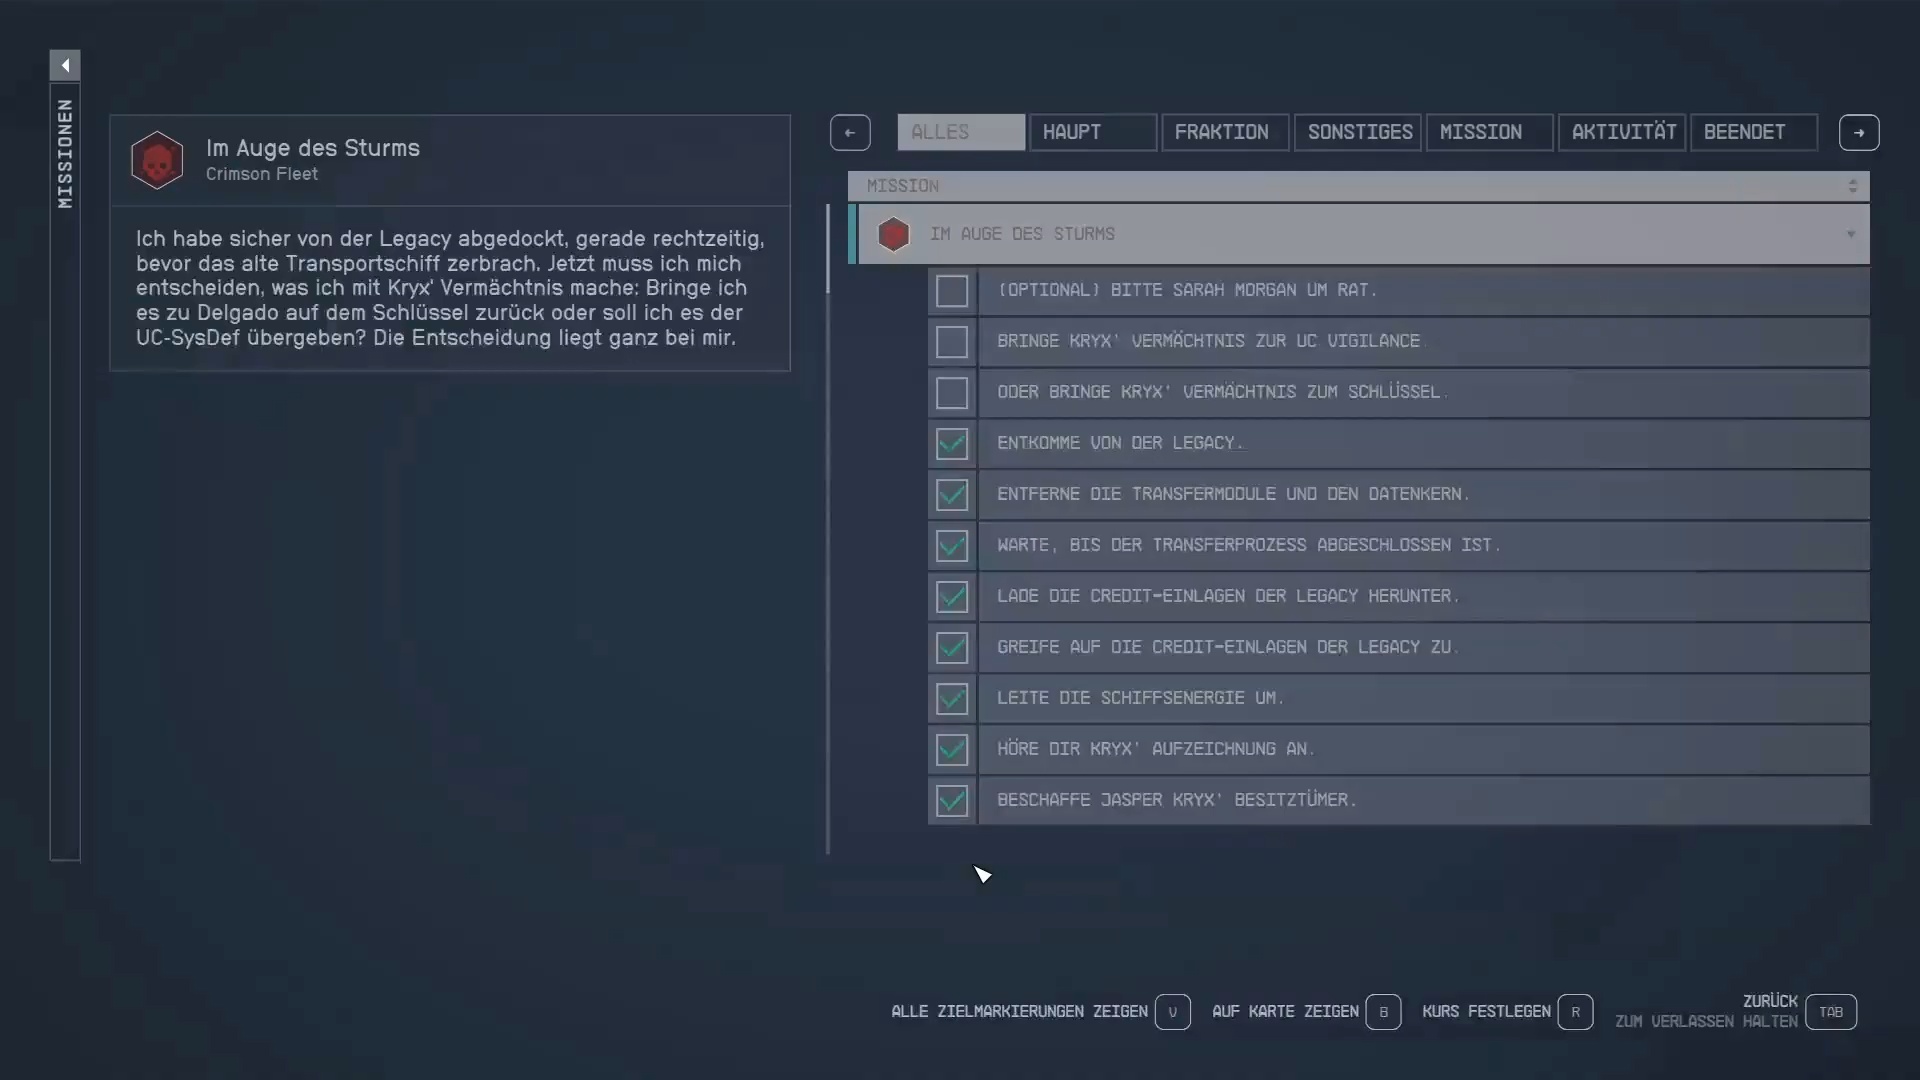 MISSIONEN
Im Auge des Sturms
Crimson Fleet
Ich habe sicher von der Legacy abgedockt, gerade rechtzeitig,
bevor das alte Transportschiff zerbrach. Jetzt muss ich mich
entscheiden, was ich mit Kryx' Vermächtnis mache: Bringe ich
es zu Delgado auf dem Schlüssel zurück oder soll ich es der
UC-SysDef übergeben? Die Entscheidung liegt ganz bei mir.
ALLES HAUPT FRAKTION SONSTIGES MISSION AKTIVITÄT BEENDET
MISSION
IM AUGE DES STURMS
(OPTIONAL) BITTE SARAH MORGAN UM RAT.
BRINGE KRYX' VERMÄCHTNIS ZUR UC VIGILANCE.
ODER BRINGE KRYX' VERMÄCHTNIS ZUM SCHLÜSSEL.
ENTKOMME VON DER LEGACY.
ENTFERNE DIE TRANSFERMODULE UND DEN DATENKERN.
WARTE, BIS DER TRANSFERPROZESS ABGESCHLOSSEN IST.
LADE DIE CREDIT-EINLAGEN DER LEGACY HERUNTER.
GREIFE AUF DIE CREDIT-EINLAGEN DER LEGACY ZU.
LEITE DIE SCHIFFSENERGIE UM.
HÖRE DIR KRYX' AUFZEICHNUNG AN.
BESCHAFFE JASPER KRYX' BESITZTÜMER.
ALLE ZIELMARKIERUNGEN ZEIGEN V AUF KARTE ZEIGEN B KURS FESTLEGEN R
ZURÜCK
ZUM VERLASSEN HALTEN TAB